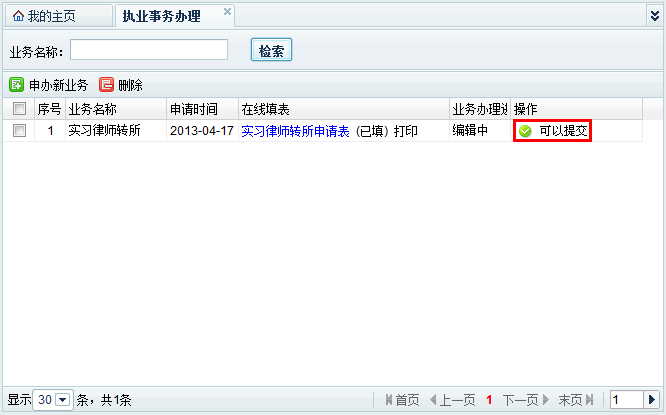 我的主页 执业事务办理
业务名称： 检索
申办新业务 删除
序号 业务名称 申请时间 在线填表 业务办理 操作
1 实习律师转所 2013-04-17 实习律师转所申请表 (已填) 打印 编辑中 可以提交
显示 30 条，共1条 首页 上一页 1 下一页 末页 1